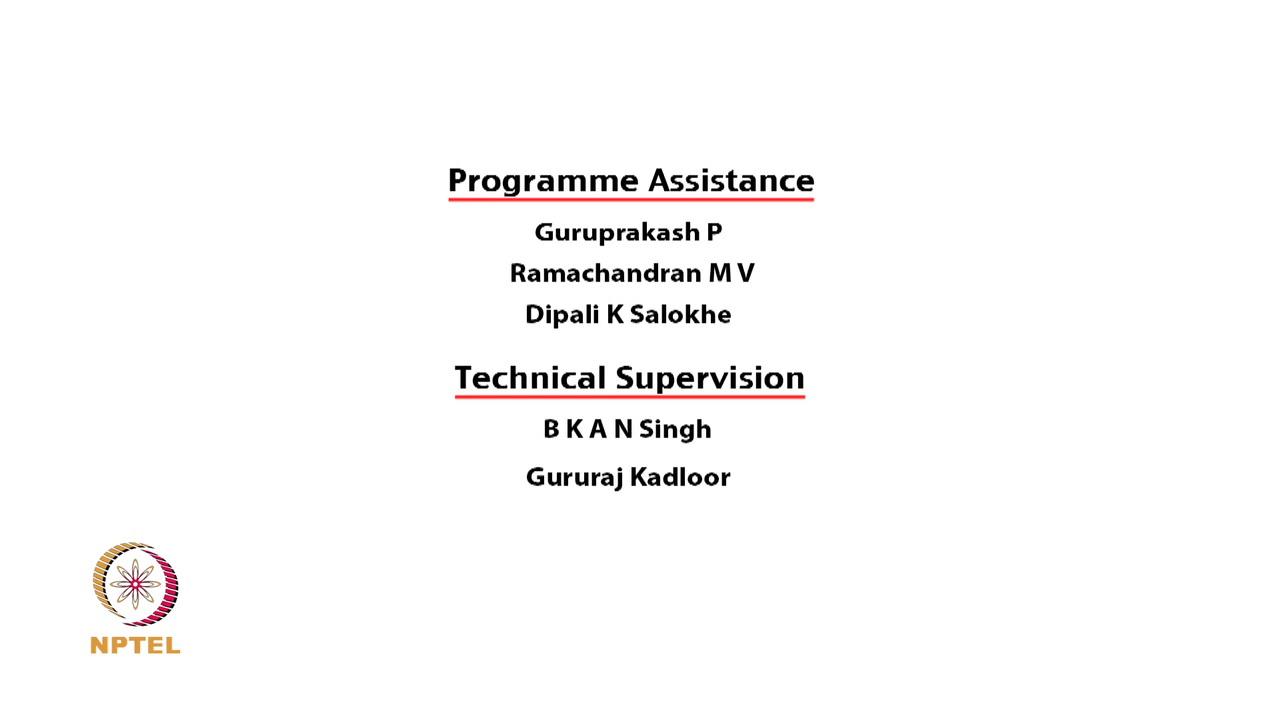 Programme Assistance
Guruprakash P
Ramachandran M V
Dipali K Salokhe
Technical Supervision
B K A N Singh
Gururaj Kadloor
NPTEL